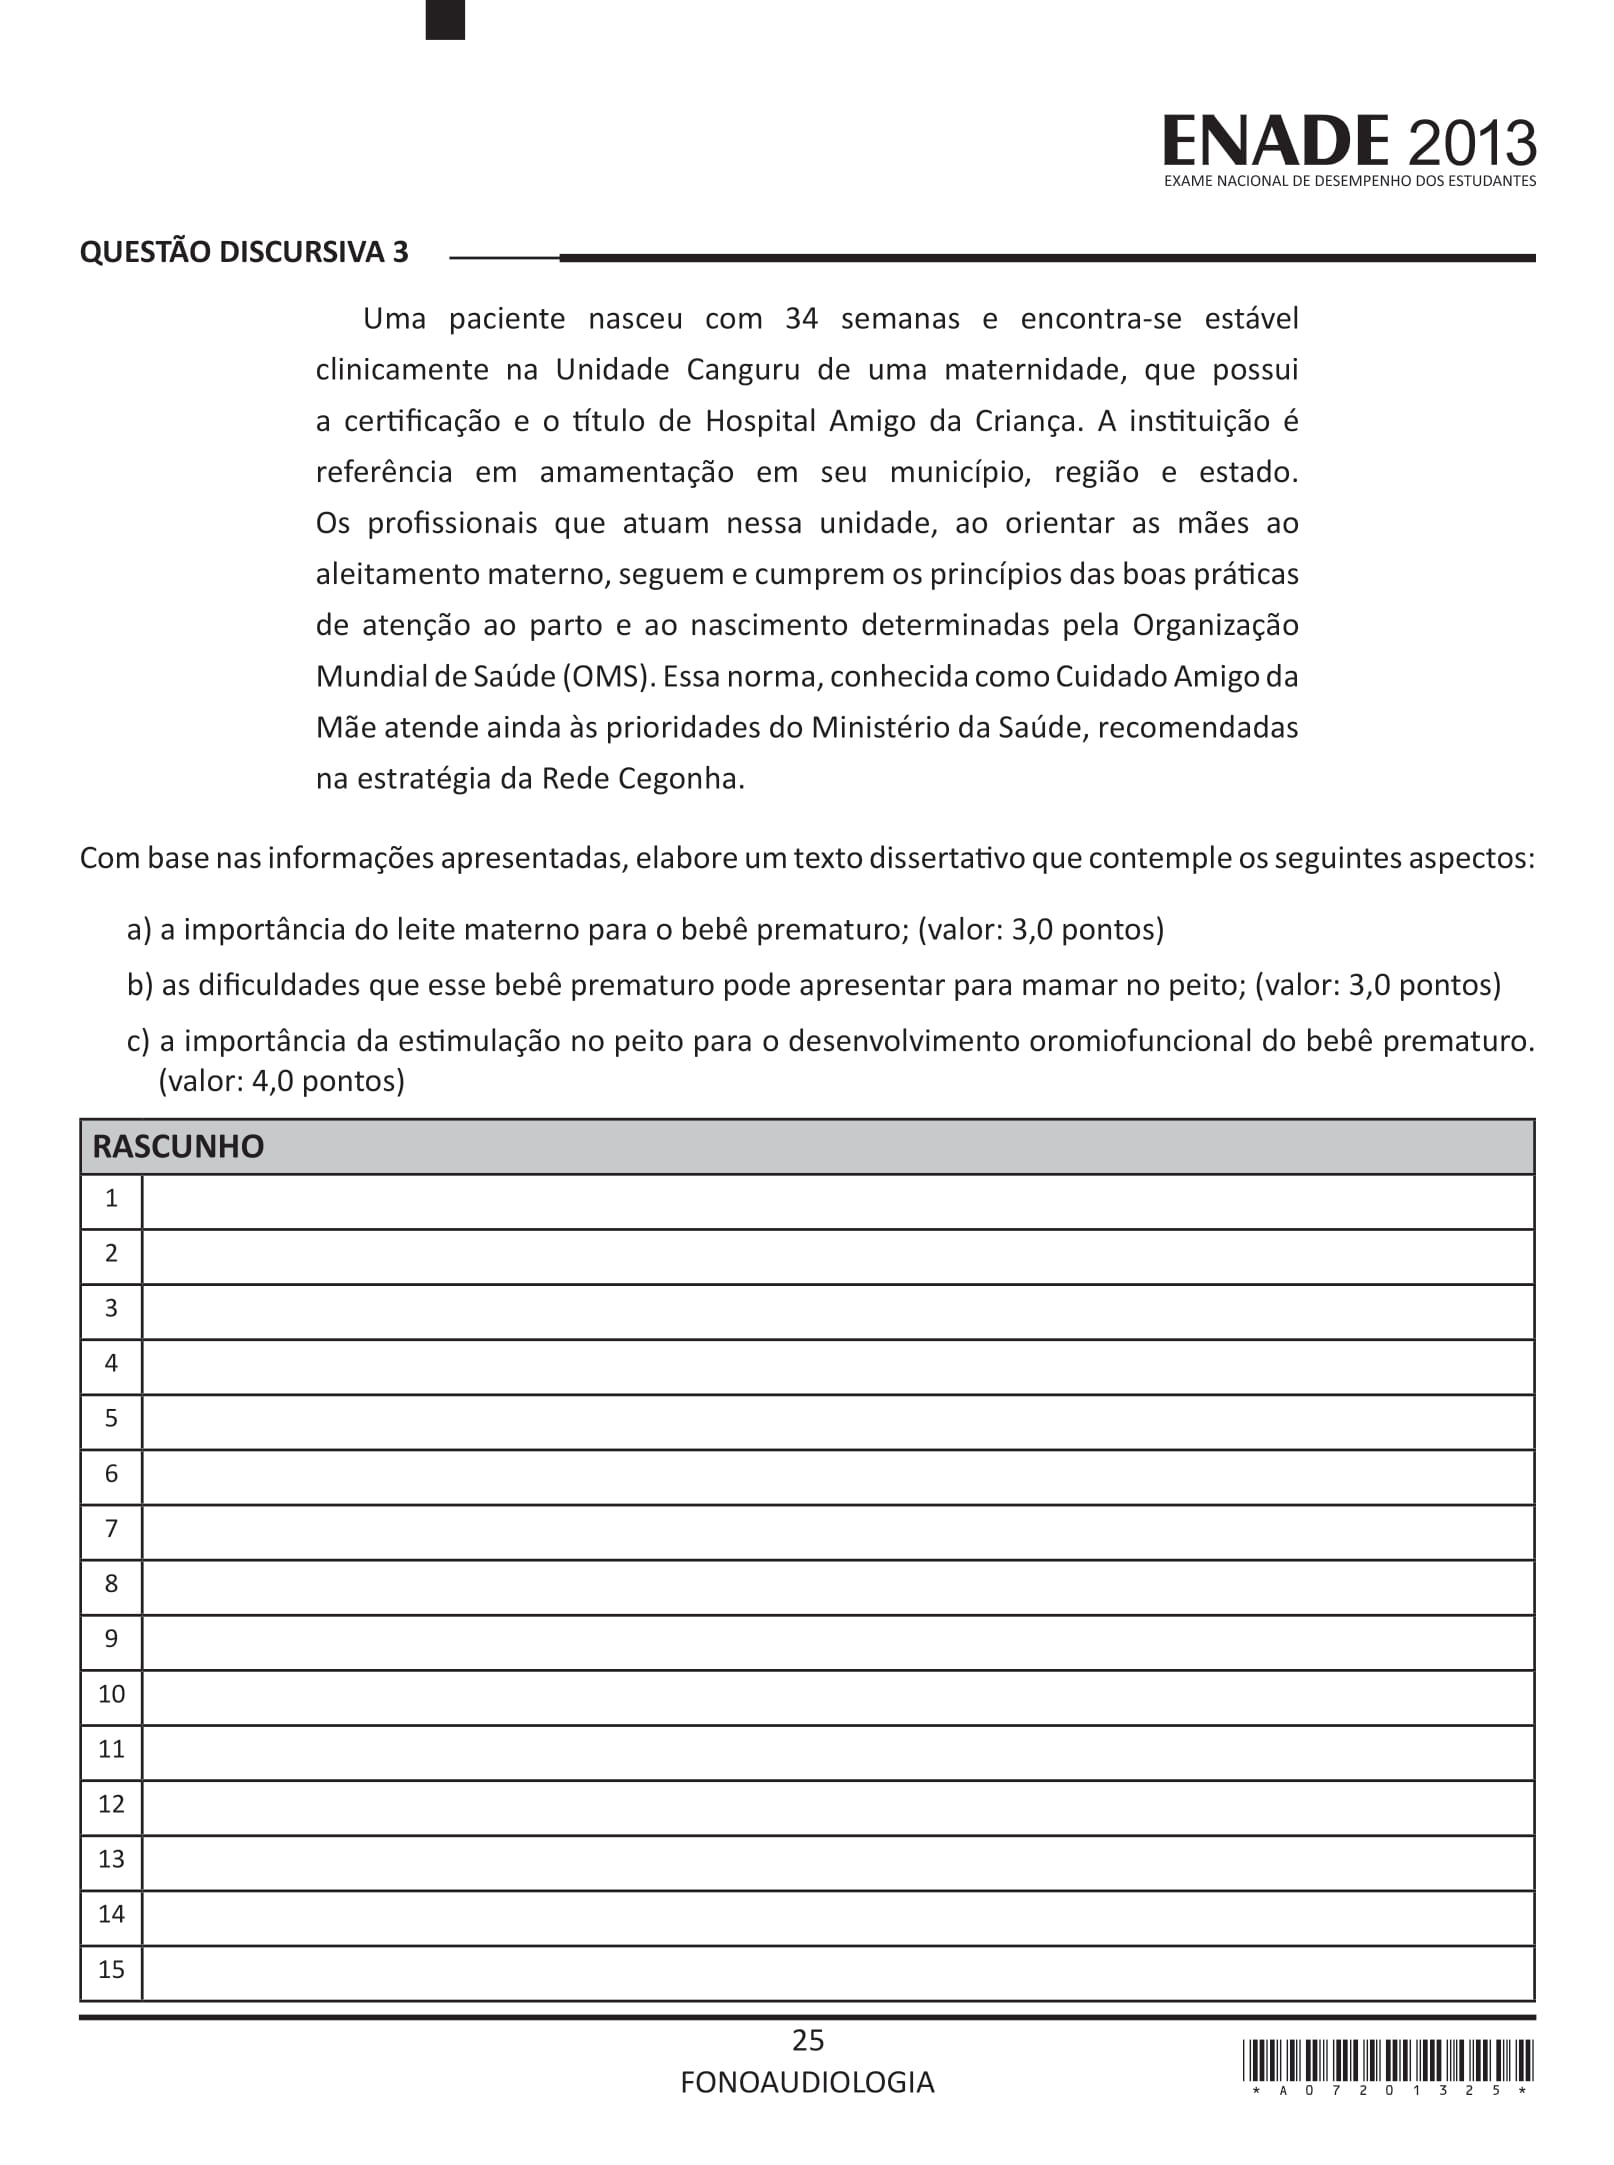 ENADE 2013
EXAME NACIONAL DE DESEMPENHO DOS ESTUDANTES
QUESTÃO DISCURSIVA 3
Uma paciente nasceu com 34 semanas e encontra-se estável
clinicamente na Unidade Canguru de uma maternidade, que possui
a certificação e o título de Hospital Amigo da Criança. A instituição é
referência em amamentação em seu município, região e estado.
Os profissionais que atuam nessa unidade, ao orientar as mães ao
aleitamento materno, seguem e cumprem os princípios das boas práticas
de atenção ao parto e ao nascimento determinadas pela Organização
Mundial de Saúde (OMS). Essa norma, conhecida como Cuidado Amigo da
Mãe atende ainda às prioridades do Ministério da Saúde, recomendadas
na estratégia da Rede Cegonha.
Com base nas informações apresentadas, elabore um texto dissertativo que contemple os seguintes aspectos:
a) a importância do leite materno para o bebê prematuro; (valor: 3,0 pontos)
b) as dificuldades que esse bebê prematuro pode apresentar para mamar no peito; (valor: 3,0 pontos)
c) a importância da estimulação no peito para o desenvolvimento oromiofuncional do bebê prematuro.
(valor: 4,0 pontos)
RASCUNHO
1
2
3
4
5
6
7
8
9
10
11
12
13
14
15
25
FONOAUDIOLOGIA
*A07201325*